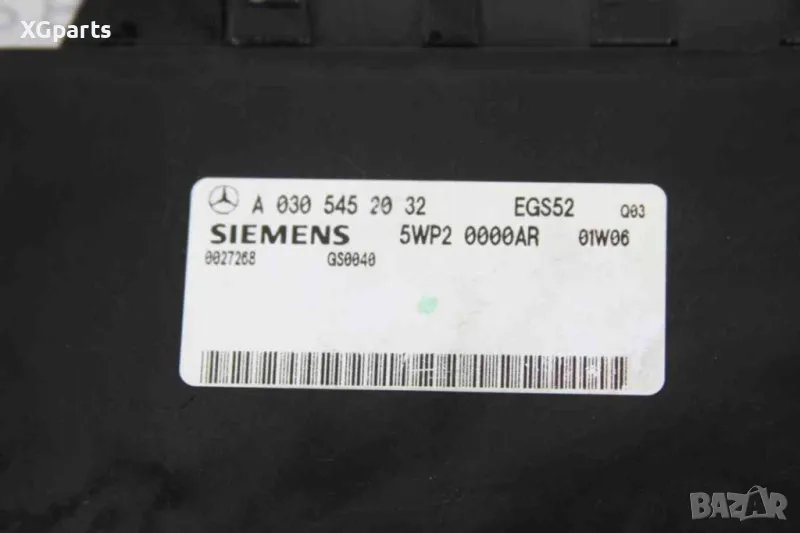 XGparts
A 030 545 20 32 EGS52 Q03
SIEMENS 5WP2 0000AR 01W06
0027268 GS0040
BAZAR